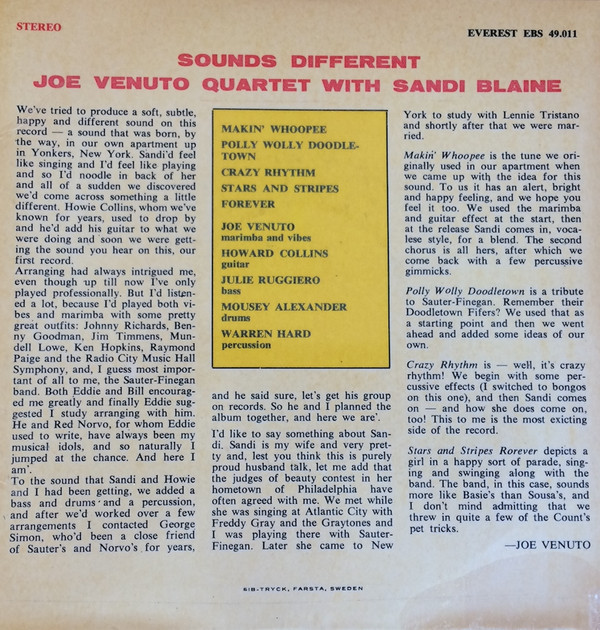 STEREO
EVEREST EBS 49.011
SOUNDS DIFFERENT
JOE VENUTO QUARTET WITH SANDI BLAINE
We've tried to produce a soft, subtle,
happy and different sound on this
record — a sound that was born, by
the way, in our own apartment up
in Yonkers, New York. Sandi'd feel
like singing and I'd feel like playing
and so I'd noodle in back of her
and all of a sudden we discovered
we'd come across something a little
different. Howie Collins, whom we've
known for years, used to drop by
and he'd add his guitar to what we
were doing and soon we were gett-
ing the sound you hear on this, our
first record.
Arranging had always intrigued me,
even though up till now I've only
played professionally. But I'd listen-
ed a lot, because I'd played both vi-
bes and marimba with some pretty
great outfits: Johnny Richards, Ben-
ny Goodman, Jim Timmens, Mun-
dell Lowe, Ken Hopkins, Raymond
Paige and the Radio City Music Hall
Symphony, and, I guess most impor-
tant of all to me, the Sauter-Finegan
band. Both Eddie and Bill encourag-
ed me greatly and finally Eddie sug-
gested I study arranging with him.
He and Red Norvo, for whom Eddie
used to write, have always been my
musical idols, and so naturally I
jumped at the chance. And here I
am'.
To the sound that Sandi and Howie
and I had been getting, we added a
bass and drums and a percussion,
and after we'd worked over a few
arrangements I contacted George
Simon, who'd been a close friend
of Sauter's and Norvo's for years,
MAKIN' WHOOPEE
POLLY WOLLY DOODLE-
TOWN
CRAZY RHYTHM
STARS AND STRIPES
FOREVER
JOE VENUTO
marimba and vibes
HOWARD COLLINS
guitar
JULIE RUGGIERO
bass
MOUSEY ALEXANDER
drums
WARREN HARD
percussion
and he said sure, let's get his group
on records. So he and I planned the
album together, and here we are'.
I'd like to say something about San-
di. Sandi is my wife and very pret-
ty and, lest you think this is purely
proud husband talk, let me add that
the judges of beauty contest in her
hometown of Philadelphia have
often agreed with me. We met while
she was singing at Atlantic City with
Freddy Gray and the Graytones and
I was playing there with Sauter-
Finegan. Later she came to New
York to study with Lennie Tristano
and shortly after that we were mar-
ried.
Makin' Whoopee is the tune we ori-
ginally used in our apartment when
we came up with the idea for this
sound. To us it has an alert, bright
and happy feeling, and we hope you
feel it too. We used the marimba
and guitar effect at the start, then
at the release Sandi comes in, voca-
lese style, for a blend. The second
chorus is all hers, after which we
come back with a few percussive
gimmicks.
Polly Wolly Doodletown is a tribute
to Sauter-Finegan. Remember their
Doodletown Fifers? We used that as
a starting point and then we went
ahead and added some ideas of our
own.
Crazy Rhythm is — well, it's crazy
rhythm! We begin with some per-
cussive effects (I switched to bongos
on this one), and then Sandi comes
on — and how she does come on,
too! This to me is the most exicting
side of the record.
Stars and Stripes Rorever depicts a
girl in a happy sort of parade, sing-
ing and swinging along with the
band. The band, in this case, sounds
more like Basie's than Sousa's, and
I don't mind admitting that we
threw in quite a few of the Count's
pet tricks.
—JOE VENUTO
SIB-TRYCK, FARSTA, SWEDEN